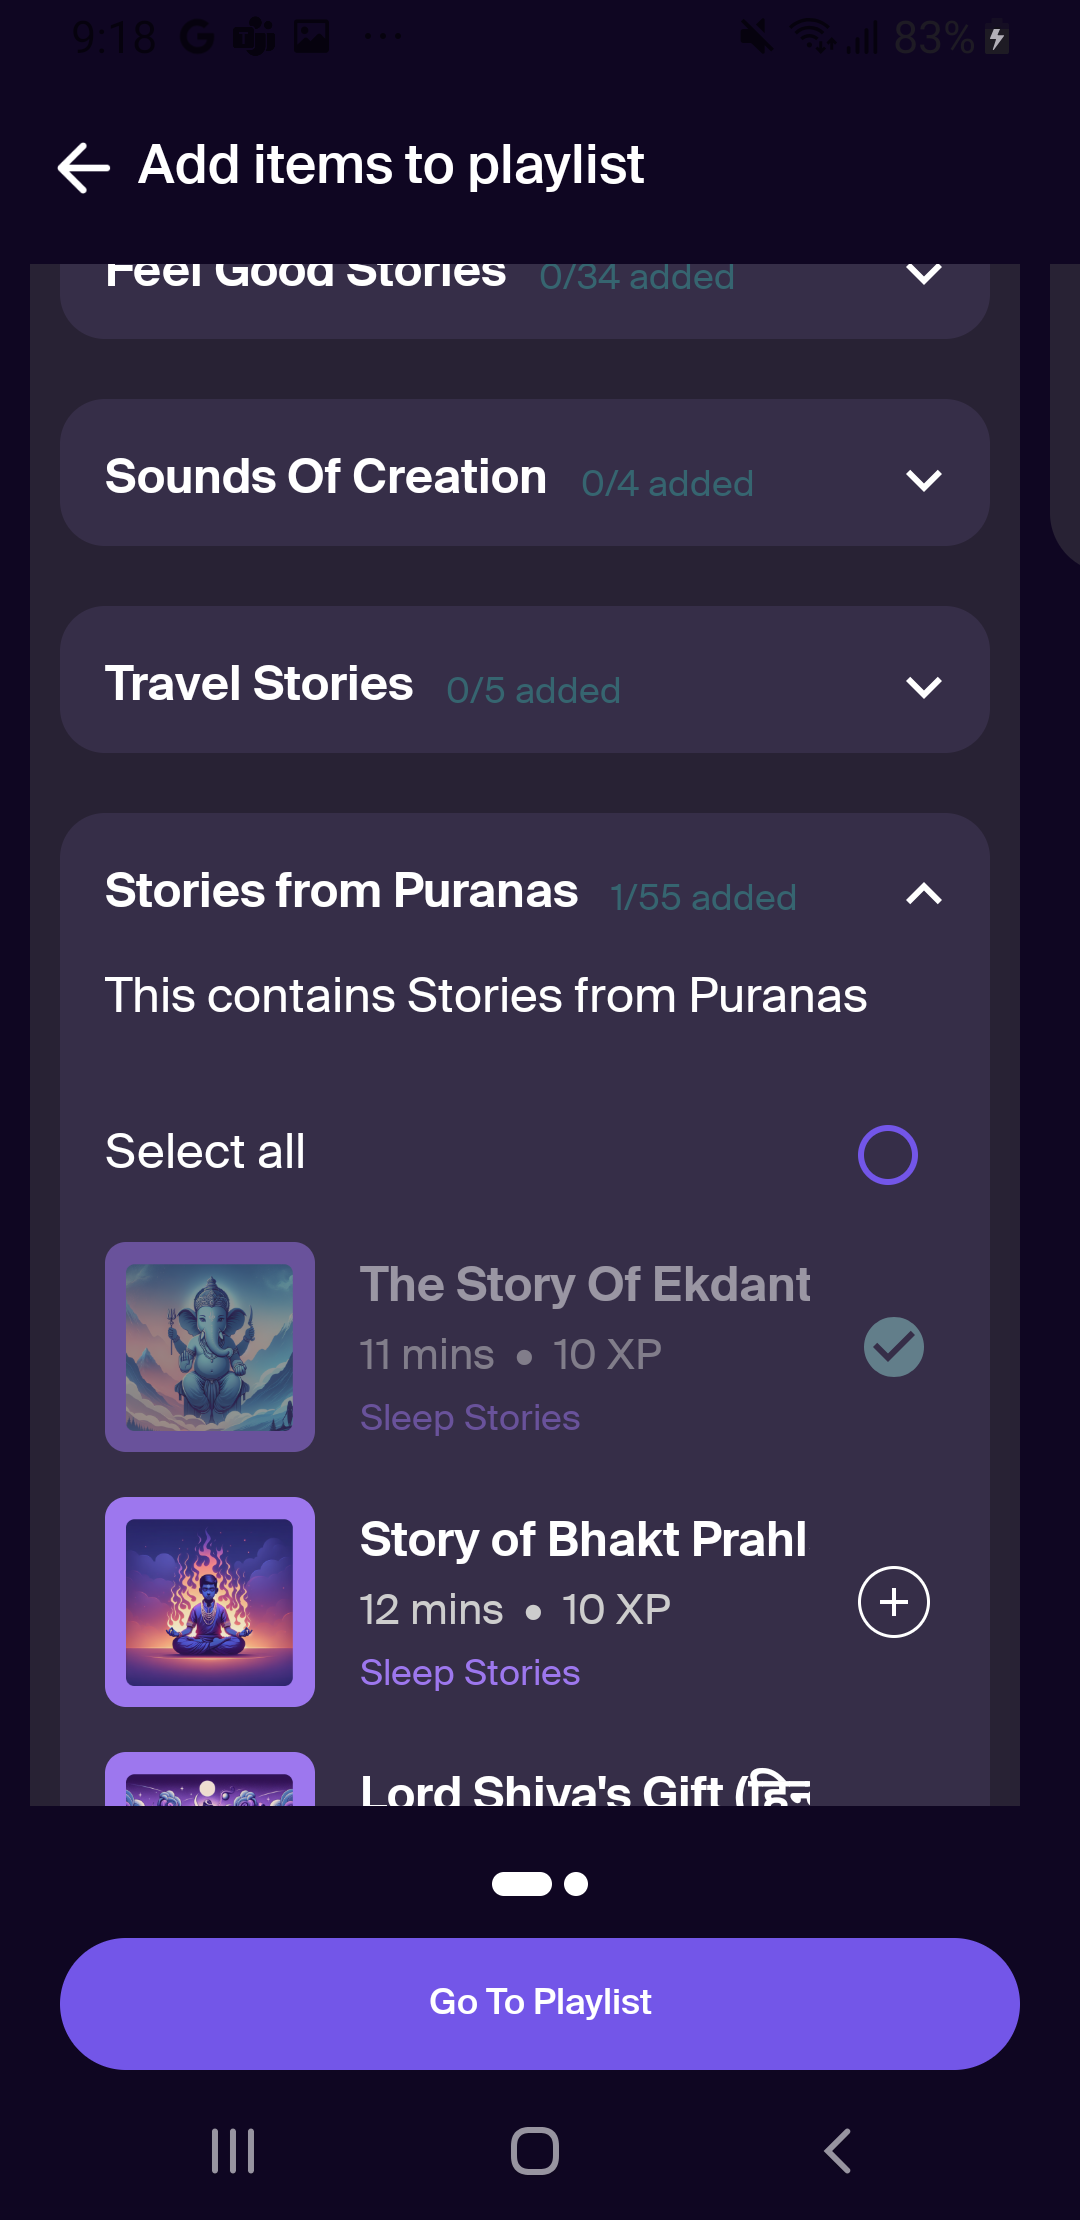 9:18
83%
Add items to playlist
Feel Good Stories 0/34 added
Sounds Of Creation 0/4 added
Travel Stories 0/5 added
Stories from Puranas 1/55 added
This contains Stories from Puranas
Select all
The Story Of Ekdant
11 mins • 10 XP
Sleep Stories
Story of Bhakt Prahl
12 mins • 10 XP
Sleep Stories
Lord Shiva's Gift (हिन
Go To Playlist